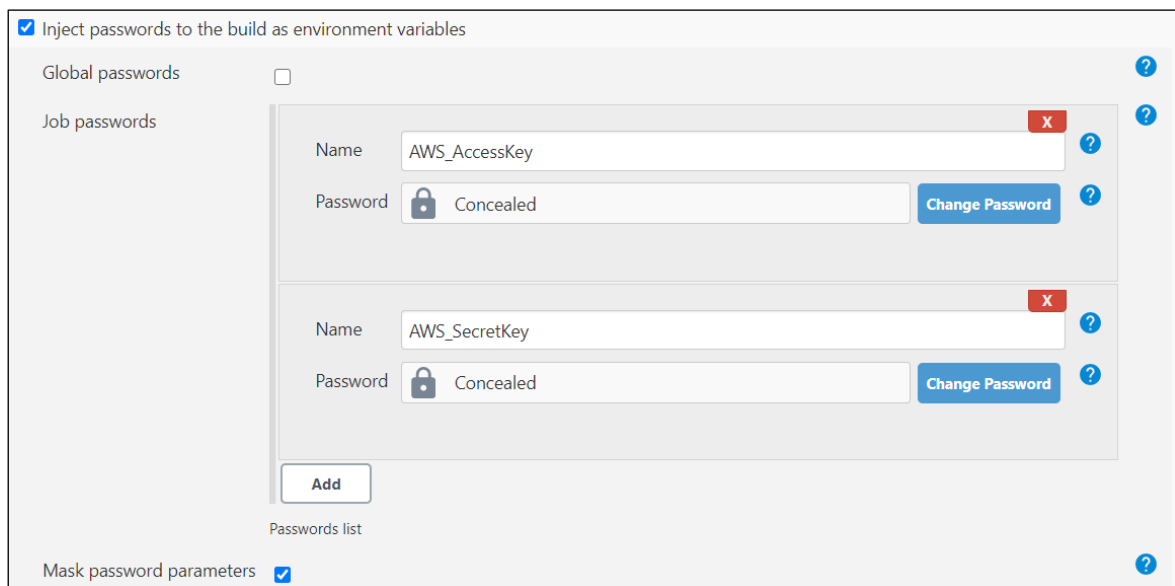 Inject passwords to the build as environment variables
Global passwords
?
Job passwords
X
?
Name
AWS_AccessKey
?
Password
Concealed
Change Password
?
X
Name
AWS_SecretKey
?
Password
Concealed
Change Password
?
Add
Passwords list
Mask password parameters
?